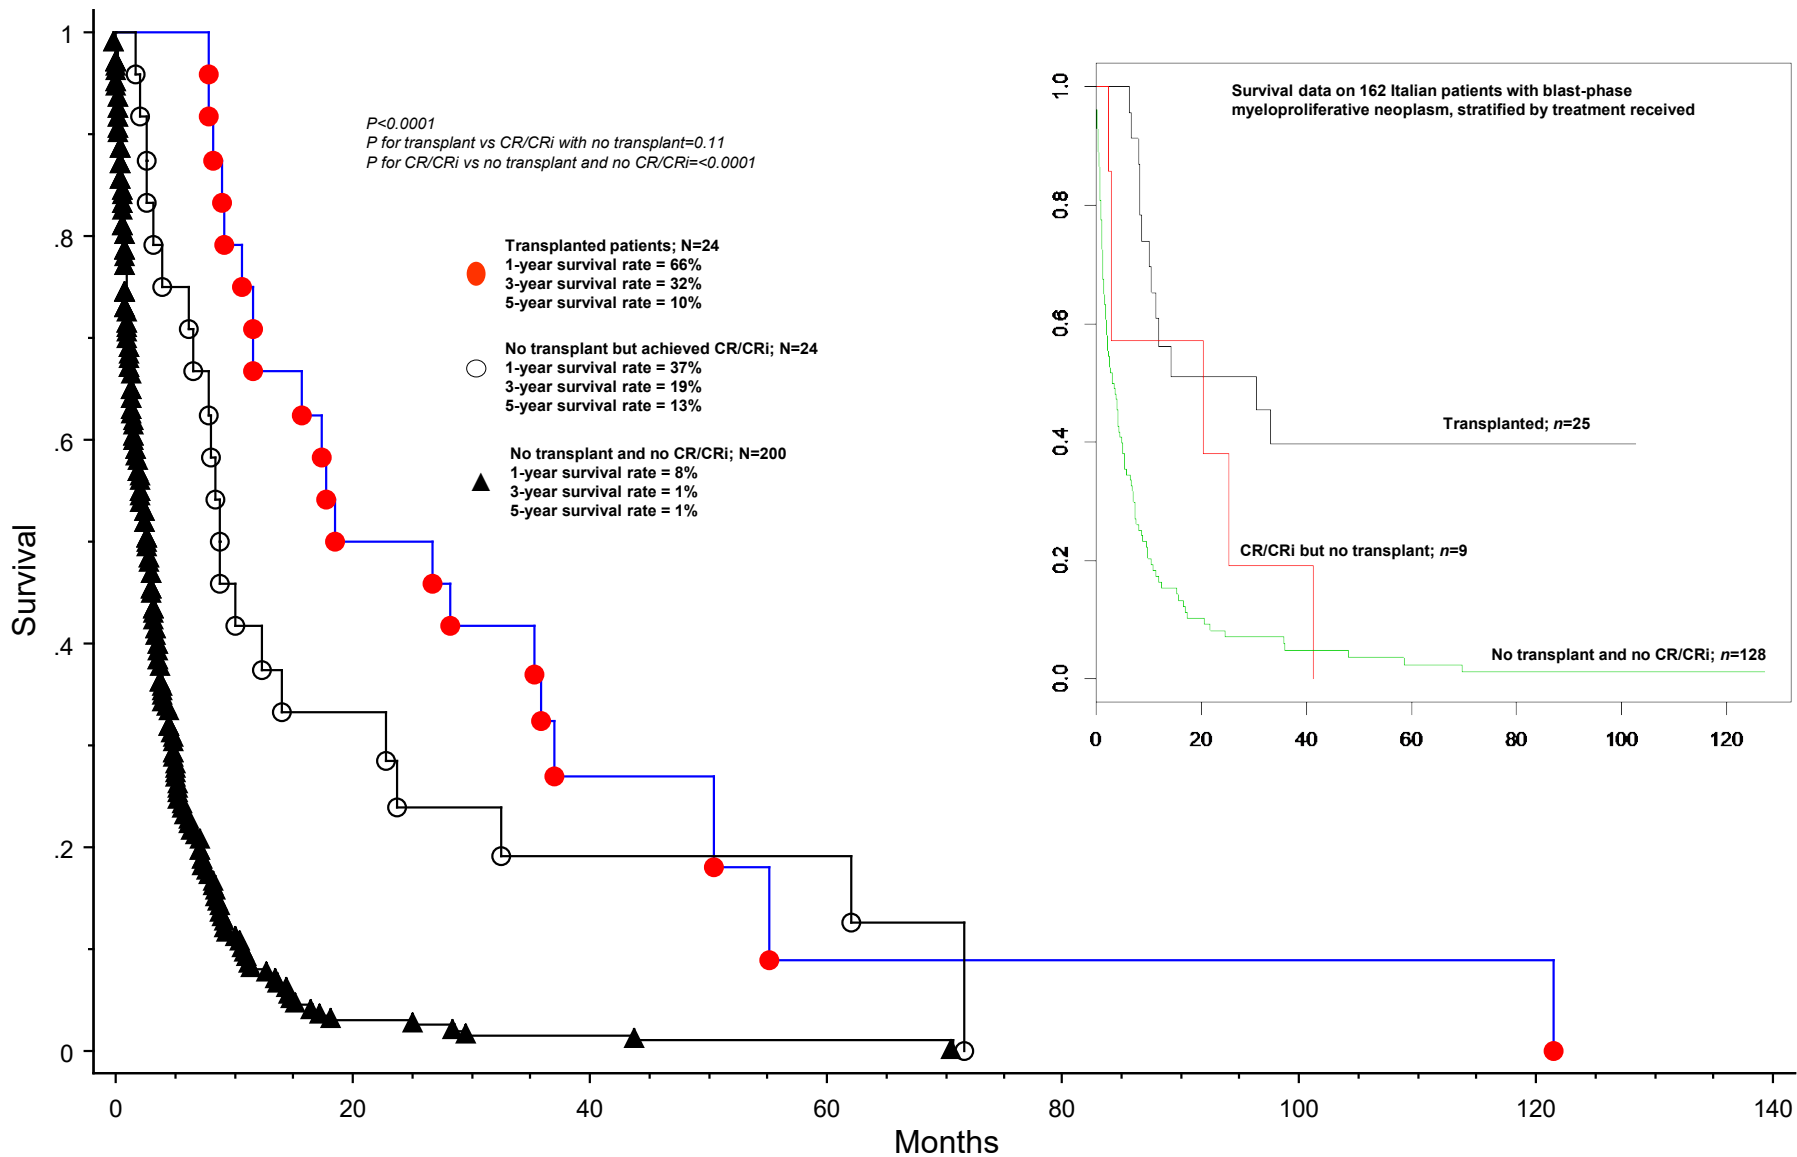 P<0.0001
P for transplant vs CR/CRi with no transplant=0.11
P for CR/CRi vs no transplant and no CR/CRi=<0.0001
Transplanted patients; N=24
1-year survival rate = 66%
3-year survival rate = 32%
5-year survival rate = 10%
No transplant but achieved CR/CRi; N=24
1-year survival rate = 37%
3-year survival rate = 19%
5-year survival rate = 13%
No transplant and no CR/CRi; N=200
1-year survival rate = 8%
3-year survival rate = 1%
5-year survival rate = 1%
Survival
1
.8
.6
.4
.2
0
0 20 40 60 80 100 120 140
Months
Survival data on 162 Italian patients with blast-phase
myeloproliferative neoplasm, stratified by treatment received
1.0
0.8
0.6
0.4
0.2
0.0
Transplanted; n=25
CR/CRi but no transplant; n=9
No transplant and no CR/CRi; n=128
0 20 40 60 80 100 120